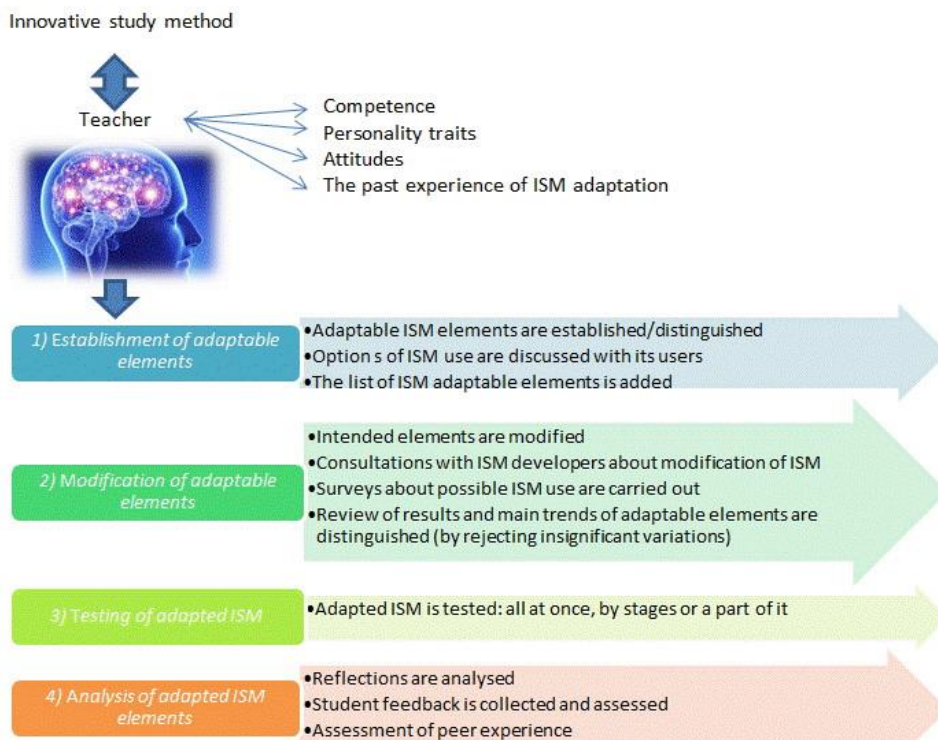 Innovative study method
Teacher
Competence
Personality traits
Attitudes
The past experience of ISM adaptation
1) Establishment of adaptable
elements
•Adaptable ISM elements are established/distinguished
•Option s of ISM use are discussed with its users
•The list of ISM adaptable elements is added
2) Modification of adaptable
elements
•Intended elements are modified
•Consultations with ISM developers about modification of ISM
•Surveys about possible ISM use are carried out
•Review of results and main trends of adaptable elements are
distinguished (by rejecting insignificant variations)
3) Testing of adapted ISM
•Adapted ISM is tested: all at once, by stages or a part of it
4) Analysis of adapted ISM
elements
•Reflections are analysed
•Student feedback is collected and assessed
•Assessment of peer experience